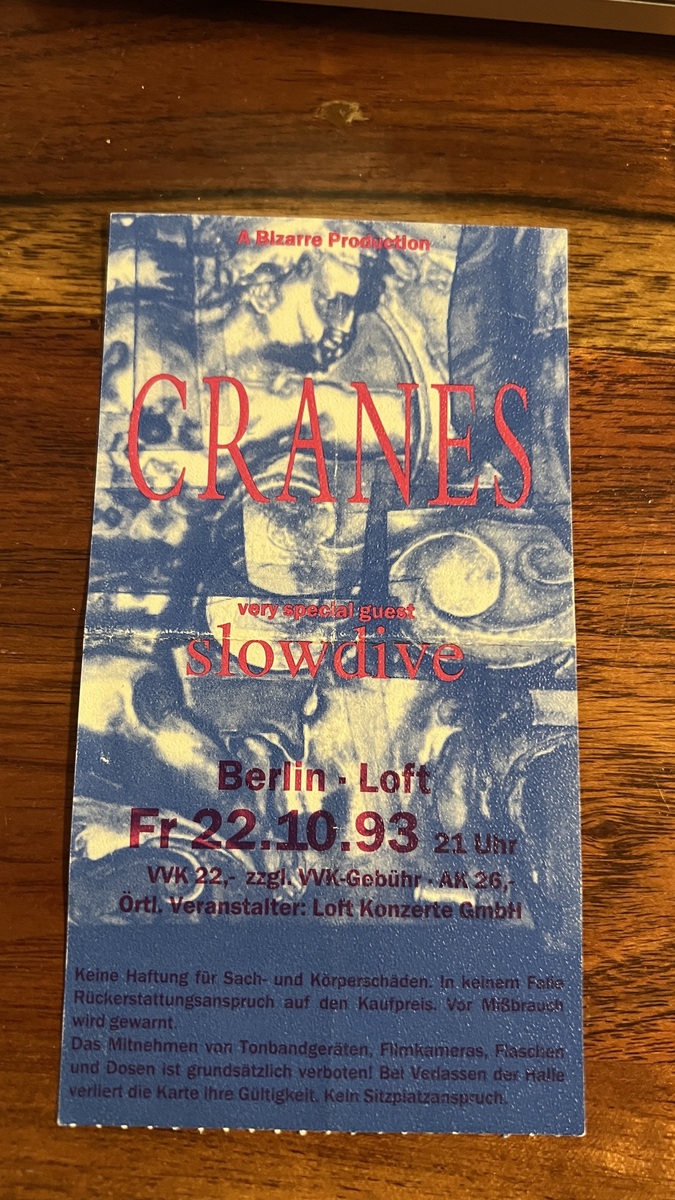 A Bizarre Production
CRANES
very special guest
slowdive
Berlin · Loft
Fr 22.10.93 21 Uhr
VVK 22,- zzgl. VVK-Gebühr · AK 26,-
Örtl. Veranstalter: Loft Konzerte GmbH
Keine Haftung für Sach- und Körperschäden. In keinem Falle
Rückerstattungsanspruch auf den Kaufpreis. Vor Mißbrauch
wird gewarnt.
Das Mitnehmen von Tonbandgeräten, Filmkameras, Flaschen
und Dosen ist grundsätzlich verboten! Bei Verlassen der Halle
verliert die Karte ihre Gültigkeit. Kein Sitzplatzanspruch.